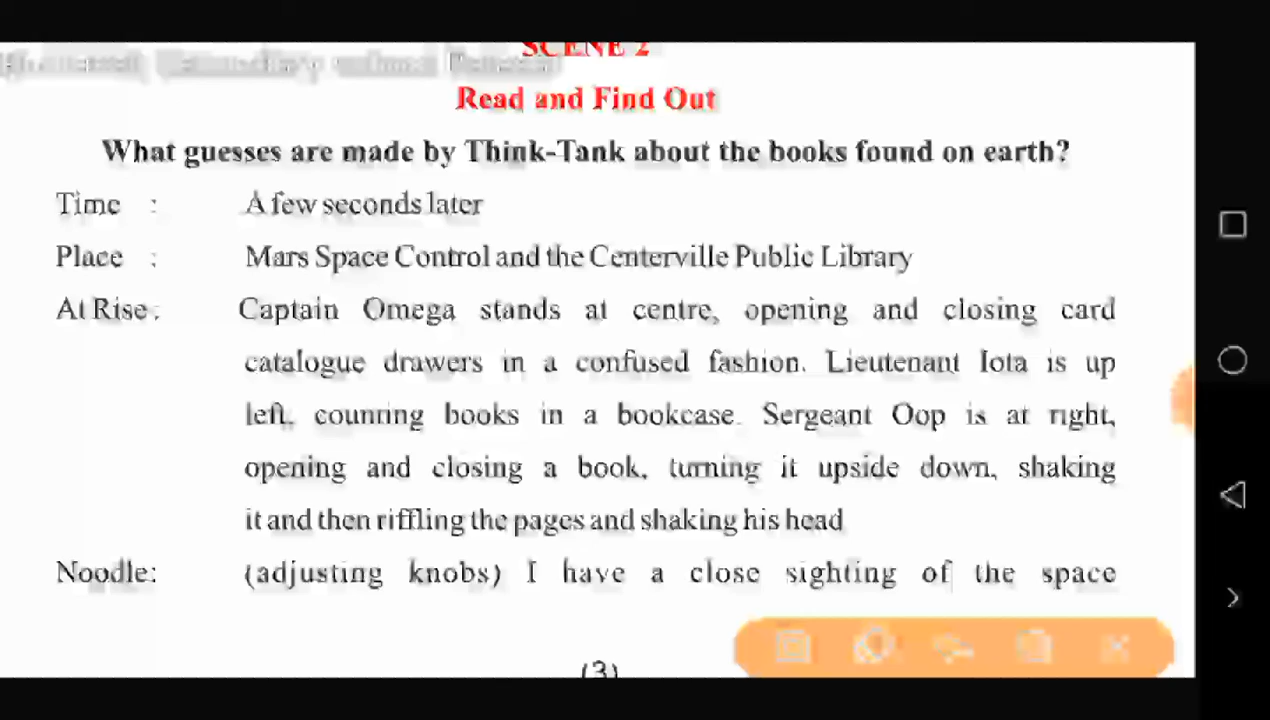 SCENE 2
Read and Find Out
What guesses are made by Think-Tank about the books found on earth?
Time : A few seconds later
Place : Mars Space Control and the Centerville Public Library
At Rise: Captain Omega stands at centre, opening and closing card
catalogue drawers in a confused fashion. Lieutenant Iota is up
left, counting books in a bookcase. Sergeant Oop is at right,
opening and closing a book, turning it upside down, shaking
it and then riffling the pages and shaking his head
Noodle: (adjusting knobs) I have a close sighting of the space
(3)